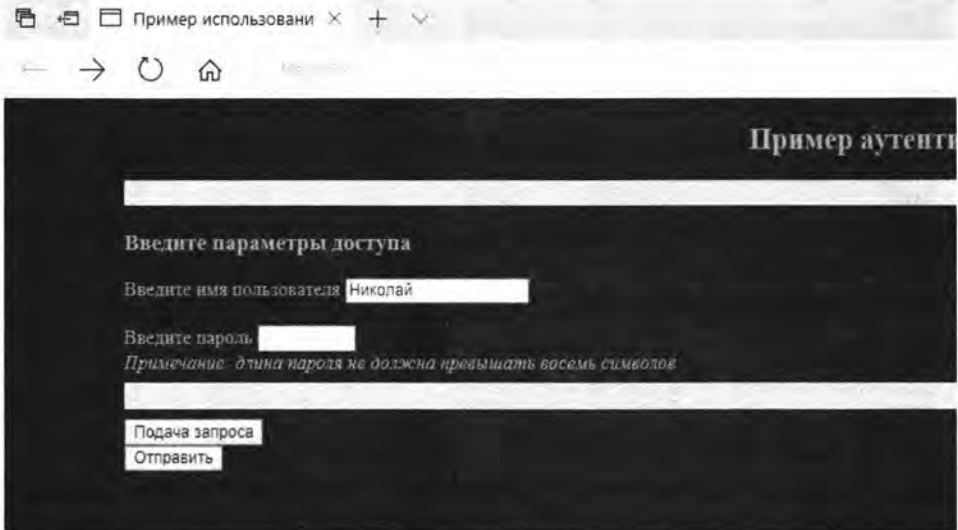 Пример использовани
Пример аутенти
Введите параметры доступа
Введите имя пользователя Николай
Введите пароль
Примечание: длина пароля не должна превышать восемь символов
Подача запроса
Отправить